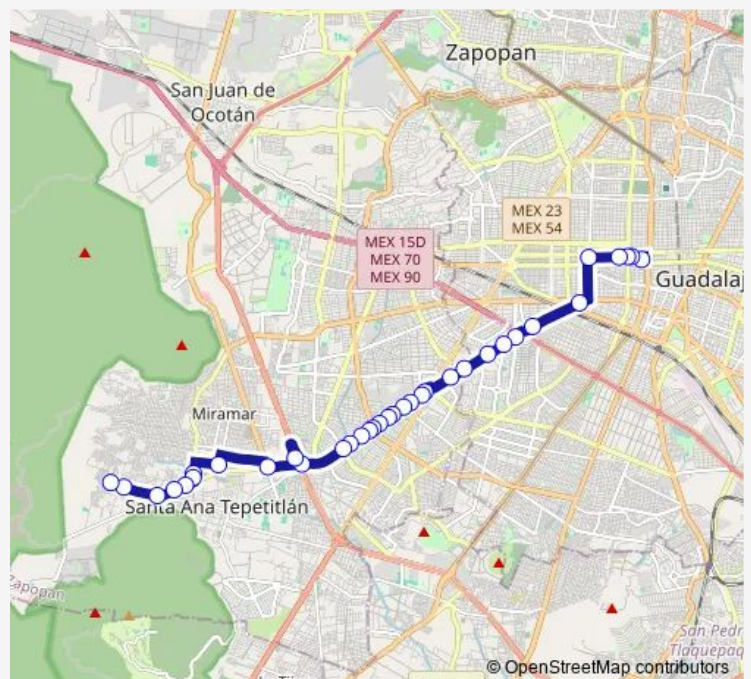 Zapopan
San Juan de
Ocotán
MEX 23
MEX 54
MEX 15D
MEX 70
MEX 90
Guadalaj
Miramar
Santa Ana Tepetitlán
Zapopan
San Pedr
Tlaquepaq
© OpenStreetMap contributors